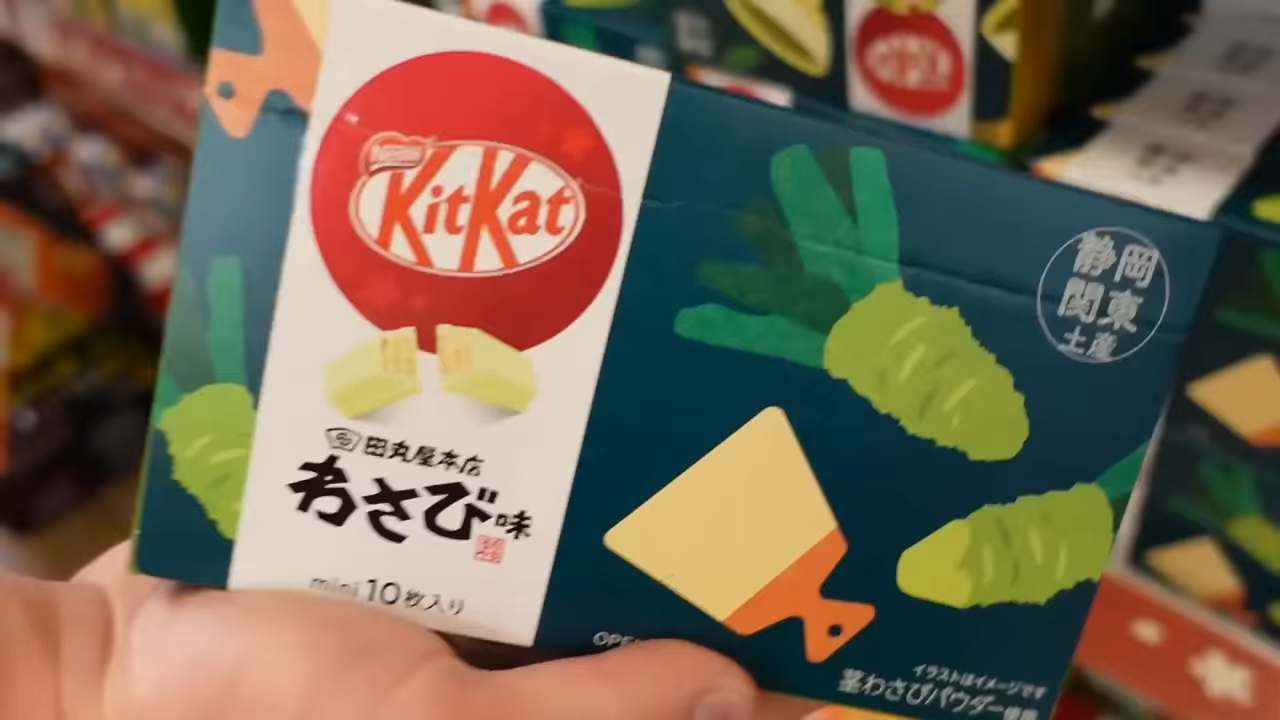 Nestlé
KitKat
田丸屋本店
わさび味
mini 10枚入り
静岡
関東
土産
イラストはイメージです
茎わさびパウダー使用